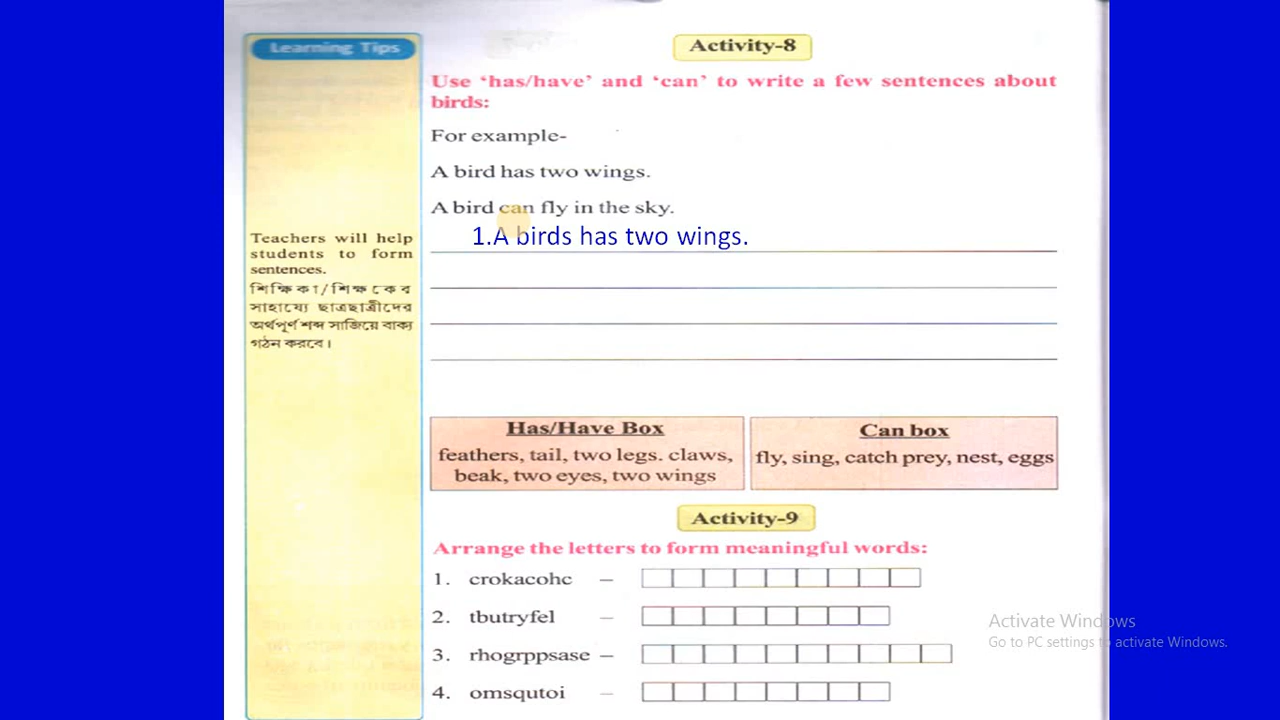 Learning Tips
Teachers will help
students to form
sentences.
শিক্ষিকা/শিক্ষকের
সাহায্যে ছাত্রছাত্রীদের
অর্থপূর্ণ শব্দ সাজিয়ে বাক্য
গঠন করবে।
Activity-8
Use ‘has/have’ and ‘can’ to write a few sentences about
birds:
For example-
A bird has two wings.
A bird can fly in the sky.
1.A birds has two wings.
Has/Have Box
feathers, tail, two legs. claws,
beak, two eyes, two wings
Can box
fly, sing, catch prey, nest, eggs
Activity-9
Arrange the letters to form meaningful words:
1. crokacohc –
2. tbutryfel –
3. rhogrppsase –
4. omsqutoi –
Activate Windows
Go to PC settings to activate Windows.